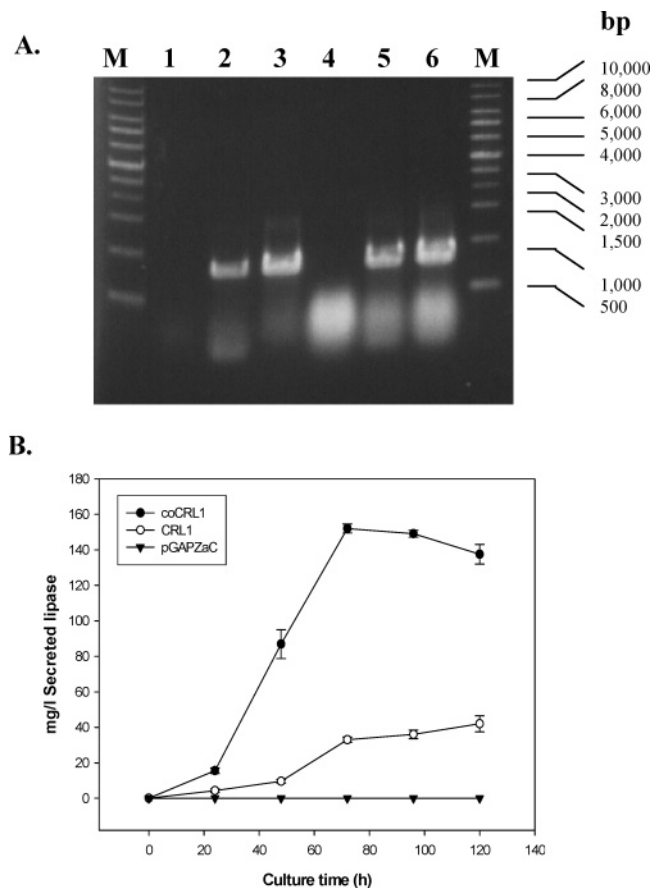 A.
M 1 2 3 4 5 6 M
bp
10,000
8,000
6,000
5,000
4,000
3,000
2,000
1,500
1,000
500
B.
180
160
140
120
100
80
60
40
20
0
mg/l Secreted lipase
coCRL1
CRL1
pGAPZaC
0 20 40 60 80 100 120 140
Culture time (h)